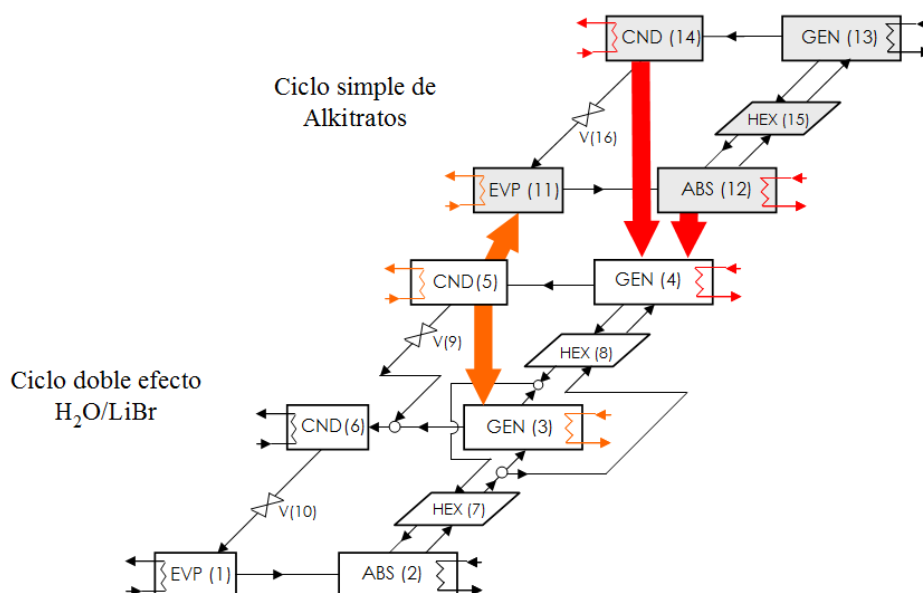 CND (14)
GEN (13)
Ciclo simple de
Alkitratos
HEX (15)
V(16)
EVP (11)
ABS (12)
CND(5)
GEN (4)
V(9)
HEX (8)
Ciclo doble efecto
H₂O/LiBr
CND(6)
GEN (3)
HEX (7)
V(10)
EVP (1)
ABS (2)